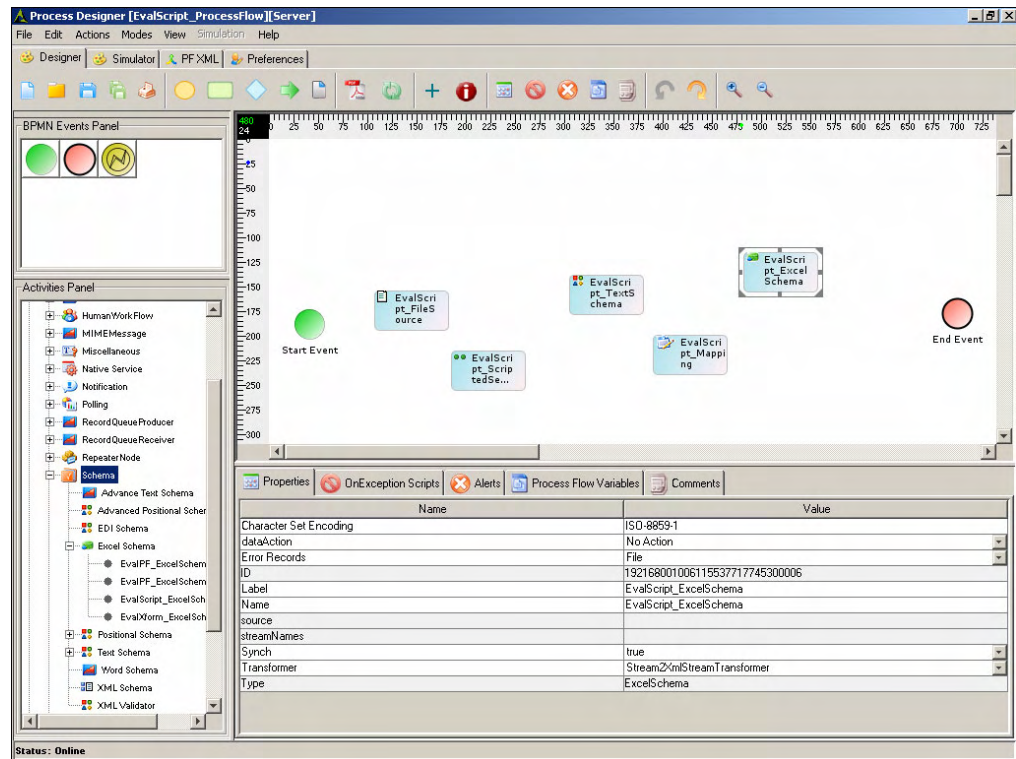 Process Designer [EvalScript_ProcessFlow][Server]
File Edit Actions Modes View Simulation Help
Designer Simulator PF XML Preferences
BPMN Events Panel
480
24
0 25 50 75 100 125 150 175 200 225 250 275 300 325 350 375 400 425 450 475 500 525 550 575 600 625 650 675 700 725
0
25
50
75
100
125
150
175
200
225
250
275
300
EvalScri
pt_Excel
Schema
EvalScri
pt_TextS
chema
EvalScri
pt_FileS
ource
Start Event
End Event
EvalScri
pt_Mappi
ng
EvalScri
pt_Scrip
tedSe...
Activities Panel
HumanWorkFlow
MIMEMessage
Miscellaneous
Native Service
Notification
Polling
RecordQueueProducer
RecordQueueReceiver
RepeaterNode
Schema
Advance Text Schema
Advanced Positional Scher
EDI Schema
Excel Schema
EvalPF_ExcelSchem
EvalPF_ExcelSchem
EvalScript_ExcelSch
EvalXform_ExcelSch
Positional Schema
Text Schema
Word Schema
XML Schema
XML Validator
Properties OnException Scripts Alerts Process Flow Variables Comments
Name Value
Character Set Encoding ISO-8859-1
dataAction No Action
Error Records File
ID
Label EvalScript_ExcelSchema
Name EvalScript_ExcelSchema
source
streamNames
Synch true
Transformer Stream2XmlStreamTransformer
Type ExcelSchema
Status: Online